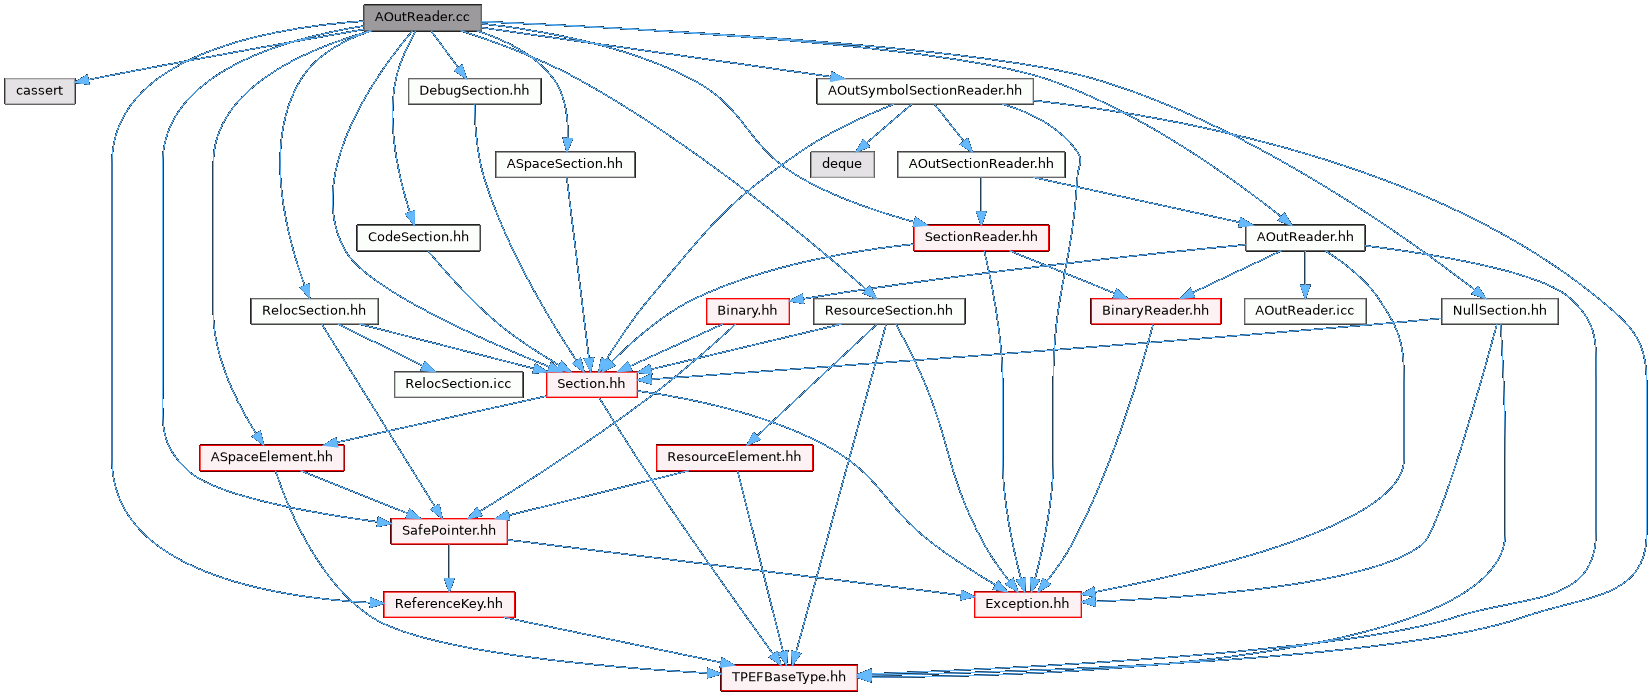 AOutReader.cc
cassert
DebugSection.hh
AOutSymbolSectionReader.hh
ASpaceSection.hh
deque
AOutSectionReader.hh
CodeSection.hh
SectionReader.hh
AOutReader.hh
RelocSection.hh
Binary.hh
ResourceSection.hh
BinaryReader.hh
AOutReader.icc
NullSection.hh
RelocSection.icc
Section.hh
ASpaceElement.hh
ResourceElement.hh
SafePointer.hh
ReferenceKey.hh
Exception.hh
TPEFBaseType.hh